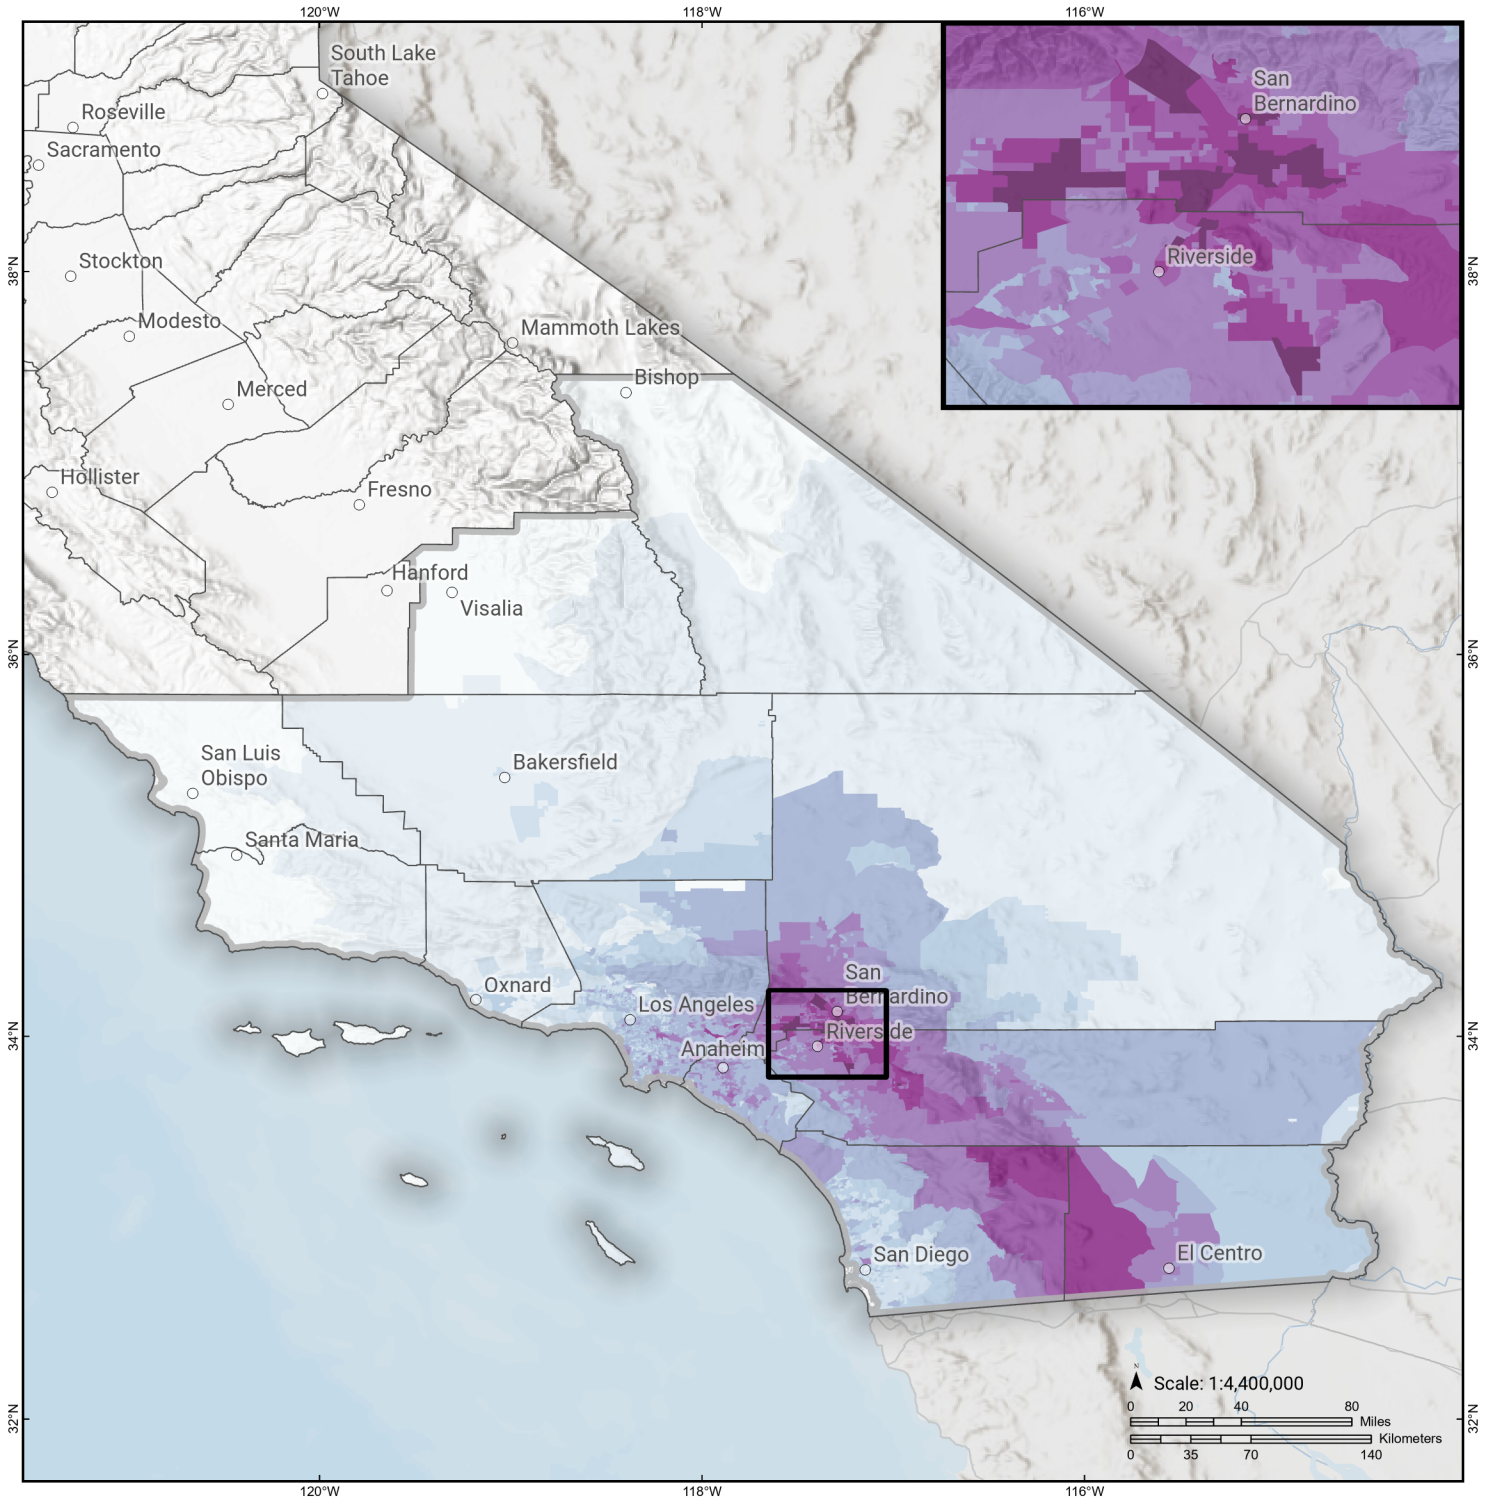 120°W
118°W
116°W
South Lake
Tahoe
Roseville
Sacramento
San
Bernardino
Stockton
Riverside
38°N
38°N
Modesto
Mammoth Lakes
Bishop
Merced
Hollister
Fresno
Hanford
Visalia
36°N
36°N
San Luis
Obispo
Bakersfield
Santa Maria
San
Bernardino
Oxnard
Los Angeles
Riverside
34°N
34°N
Anaheim
San Diego
El Centro
N
Scale: 1:4,400,000
0 20 40 80
Miles
Kilometers
0 35 70 140
32°N
32°N
120°W
118°W
116°W